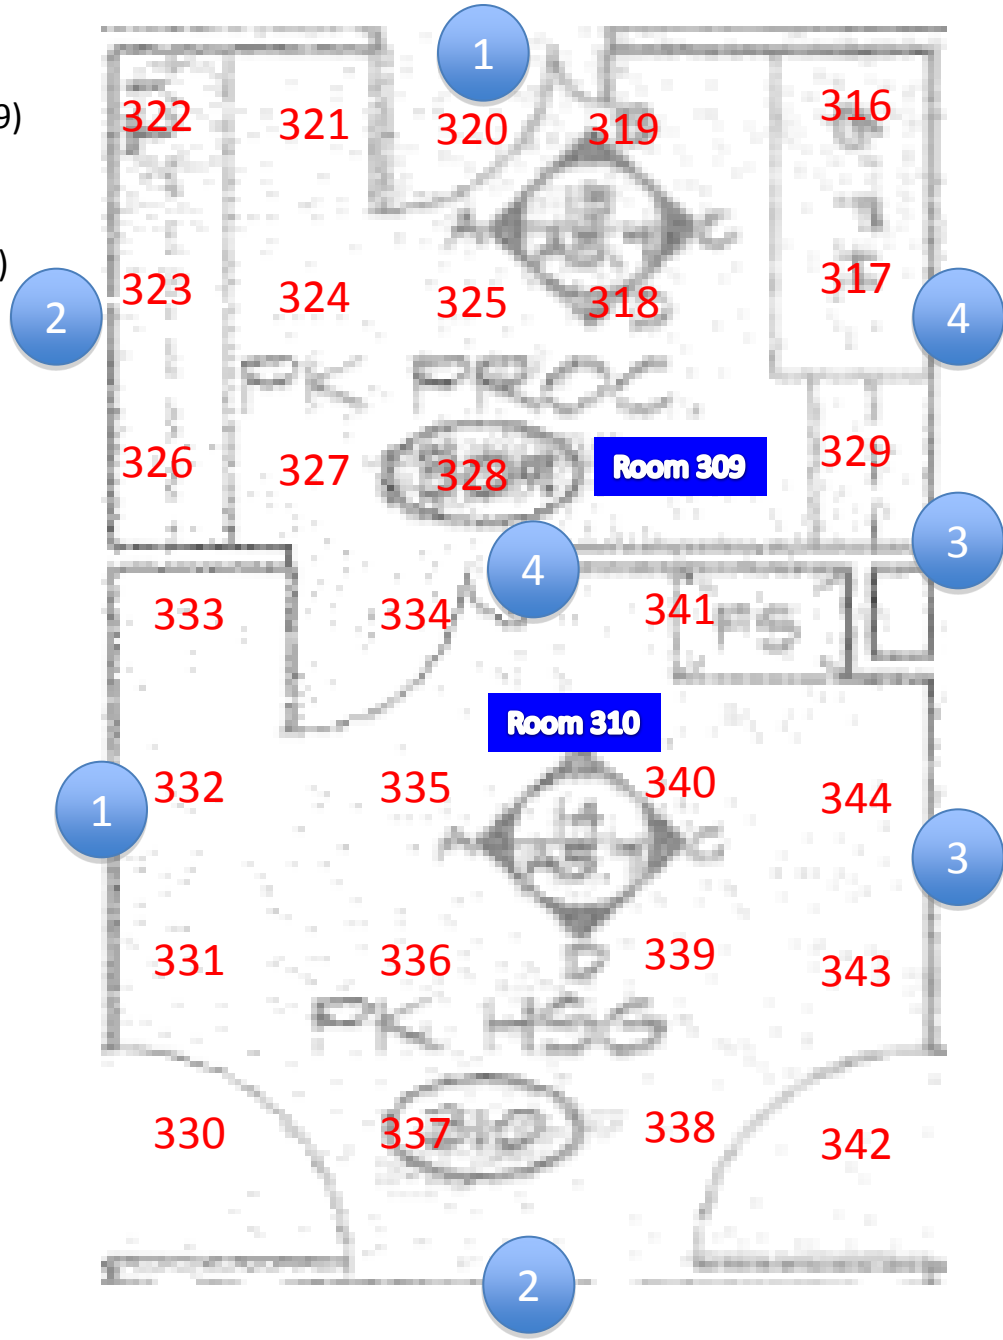 1
9)
322 321 320 319 316
A C
)
2 323 324 325 318 317 4
PK PROC.
326 327 328 Room 309 329
4 3
333 334 341 FS
Room 310
1 332 335 340 344
A C
3
331 336 339 343
D
PK HSG
330 337 338 342
2